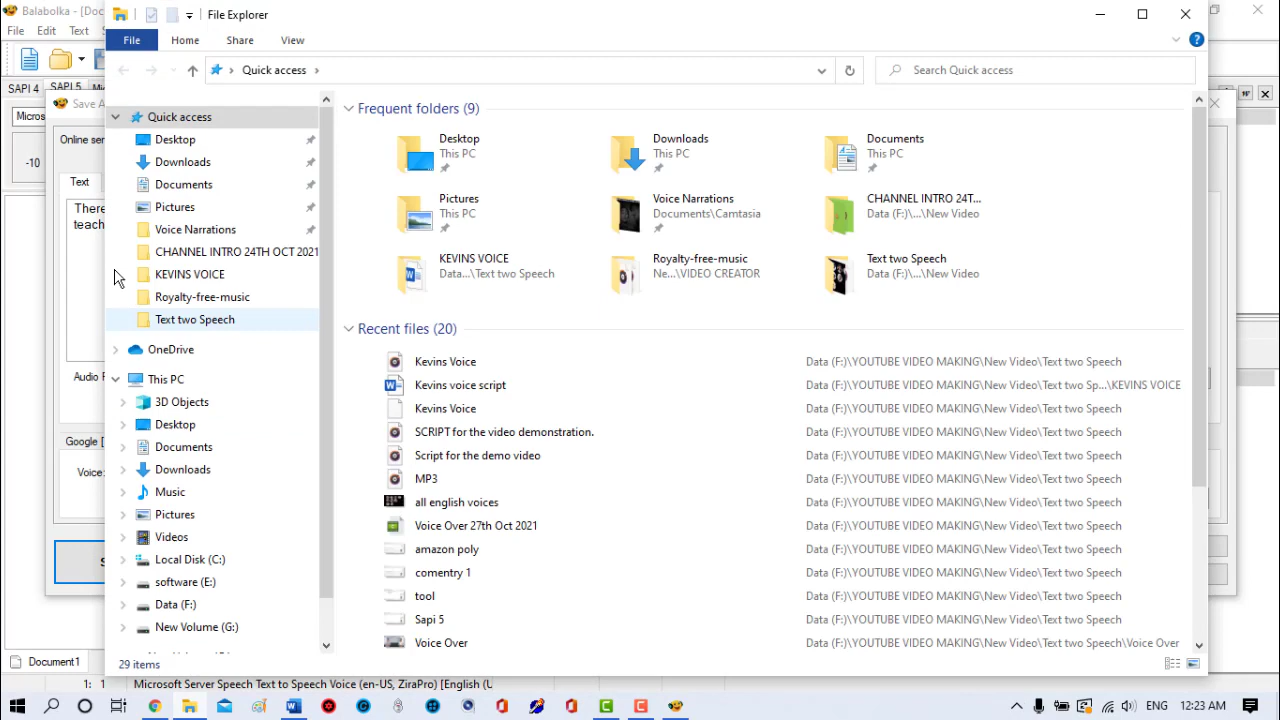 Balabolka - [Doc
File Explorer
File Edit Text
File Home Share View
Quick access
Search Quick access
SAPI 4 SAPI 5 Mi
Save A
Micros
Online ser
-10
Text
There
teach
Audio F
Google [
Voice:
S
Quick access
Desktop
Downloads
Documents
Pictures
Voice Narrations
CHANNEL INTRO 24TH OCT 2021
KEVINS VOICE
Royalty-free-music
Text two Speech
OneDrive
This PC
3D Objects
Desktop
Documents
Downloads
Music
Pictures
Videos
Local Disk (C:)
software (E:)
Data (F:)
New Volume (G:)
Frequent folders (9)
Desktop
This PC
Downloads
This PC
Documents
This PC
Pictures
This PC
Voice Narrations
Documents\Camtasia
CHANNEL INTRO 24T...
Data (F:)\...\New Video
KEVINS VOICE
Data...\Text two Speech
Royalty-free-music
Ne...\VIDEO CREATOR
Text two Speech
Data (F:)\...\New Video
Recent files (20)
Kevins Voice Data (F:)\YOUTUBE VIDEO MAKING\New Video\Text two Speech
Kevins voice script Data (F:)\YOUTUBE VIDEO MAKING\New Video\Text two Sp...\KEVINS VOICE
Kevins Voice Data (F:)\YOUTUBE VIDEO MAKING\New Video\Text two Speech
SCRIPT for the video demonstration. Data (F:)\YOUTUBE VIDEO MAKING\New Video\Text two Speech
Script for the demo video Data (F:)\YOUTUBE VIDEO MAKING\New Video\Text two Speech
MP3 Data (F:)\YOUTUBE VIDEO MAKING\New Video\Text two Speech
all english voices Data (F:)\YOUTUBE VIDEO MAKING\New Video\Text two Speech
Voice Over 27th Oct 2021 Data (F:)\YOUTUBE VIDEO MAKING\New Video\Text two Speech
amazon poly Data (F:)\YOUTUBE VIDEO MAKING\New Video\Text two Speech
comentry 1 Data (F:)\YOUTUBE VIDEO MAKING\New Video\Text two Speech
tool Data (F:)\YOUTUBE VIDEO MAKING\New Video\Text two Speech
Sapi 5 Data (F:)\YOUTUBE VIDEO MAKING\New Video\Text two Speech
Voice Over Data (F:)\YOUTUBE VIDEO MAKING\New Video\Text two Speech\Voice Over
29 items
Document1
1: 1 Microsoft Server Speech Text to Speech Voice (en-US, ZiraPro) [English (U
ENG 12:23 AM